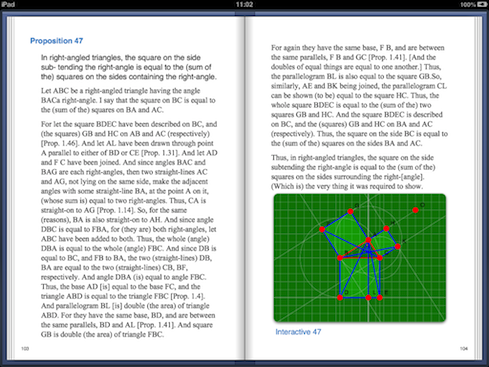 iPad
11:02
100%
Proposition 47
In right-angled triangles, the square on the side
sub- tending the right-angle is equal to the (sum of
the) squares on the sides containing the right-angle.
Let ABC be a right-angled triangle having the angle
BACa right-angle. I say that the square on BC is equal to
the (sum of the) squares on BA and AC.
For let the square BDEC have been described on BC, and
(the squares) GB and HC on AB and AC (respectively)
[Prop. 1.46]. And let AL have been drawn through point
A parallel to either of BD or CE [Prop. 1.31]. And let AD
and F C have been joined. And since angles BAC and
BAG are each right-angles, then two straight-lines AC
and AG, not lying on the same side, make the adjacent
angles with some straight-line BA, at the point A on it,
(whose sum is) equal to two right-angles. Thus, CA is
straight-on to AG [Prop. 1.14]. So, for the same
(reasons), BA is also straight-on to AH. And since angle
DBC is equal to FBA, for (they are) both right-angles, let
ABC have been added to both. Thus, the whole (angle)
DBA is equal to the whole (angle) FBC. And since DB is
equal to BC, and FB to BA, the two (straight-lines) DB,
BA are equal to the two (straight-lines) CB, BF,
respectively. And angle DBA (is) equal to angle FBC.
Thus, the base AD [is] equal to the base FC, and the
triangle ABD is equal to the triangle FBC [Prop. 1.4].
And parallelogram BL [is] double (the area) of triangle
ABD. For they have the same base, BD, and are between
the same parallels, BD and AL [Prop. 1.41]. And square
GB is double (the area) of triangle FBC.
103
For again they have the same base, F B, and are between
the same parallels, F B and GC [Prop. 1.41]. [And the
doubles of equal things are equal to one another.] Thus,
the parallelogram BL is also equal to the square GB.So,
similarly, AE and BK being joined, the parallelogram CL
can be shown (to be) equal to the square HC. Thus, the
whole square BDEC is equal to the (sum of the) two
squares GB and HC. And the square BDEC is described
on BC, and the (squares) GB and HC on BA and AC
(respectively). Thus, the square on the side BC is equal to
the (sum of the) squares on the sides BA and AC.
Thus, in right-angled triangles, the square on the side
subtending the right-angle is equal to the (sum of the)
squares on the sides surrounding the right-[angle].
(Which is) the very thing it was required to show.
Interactive 47
104